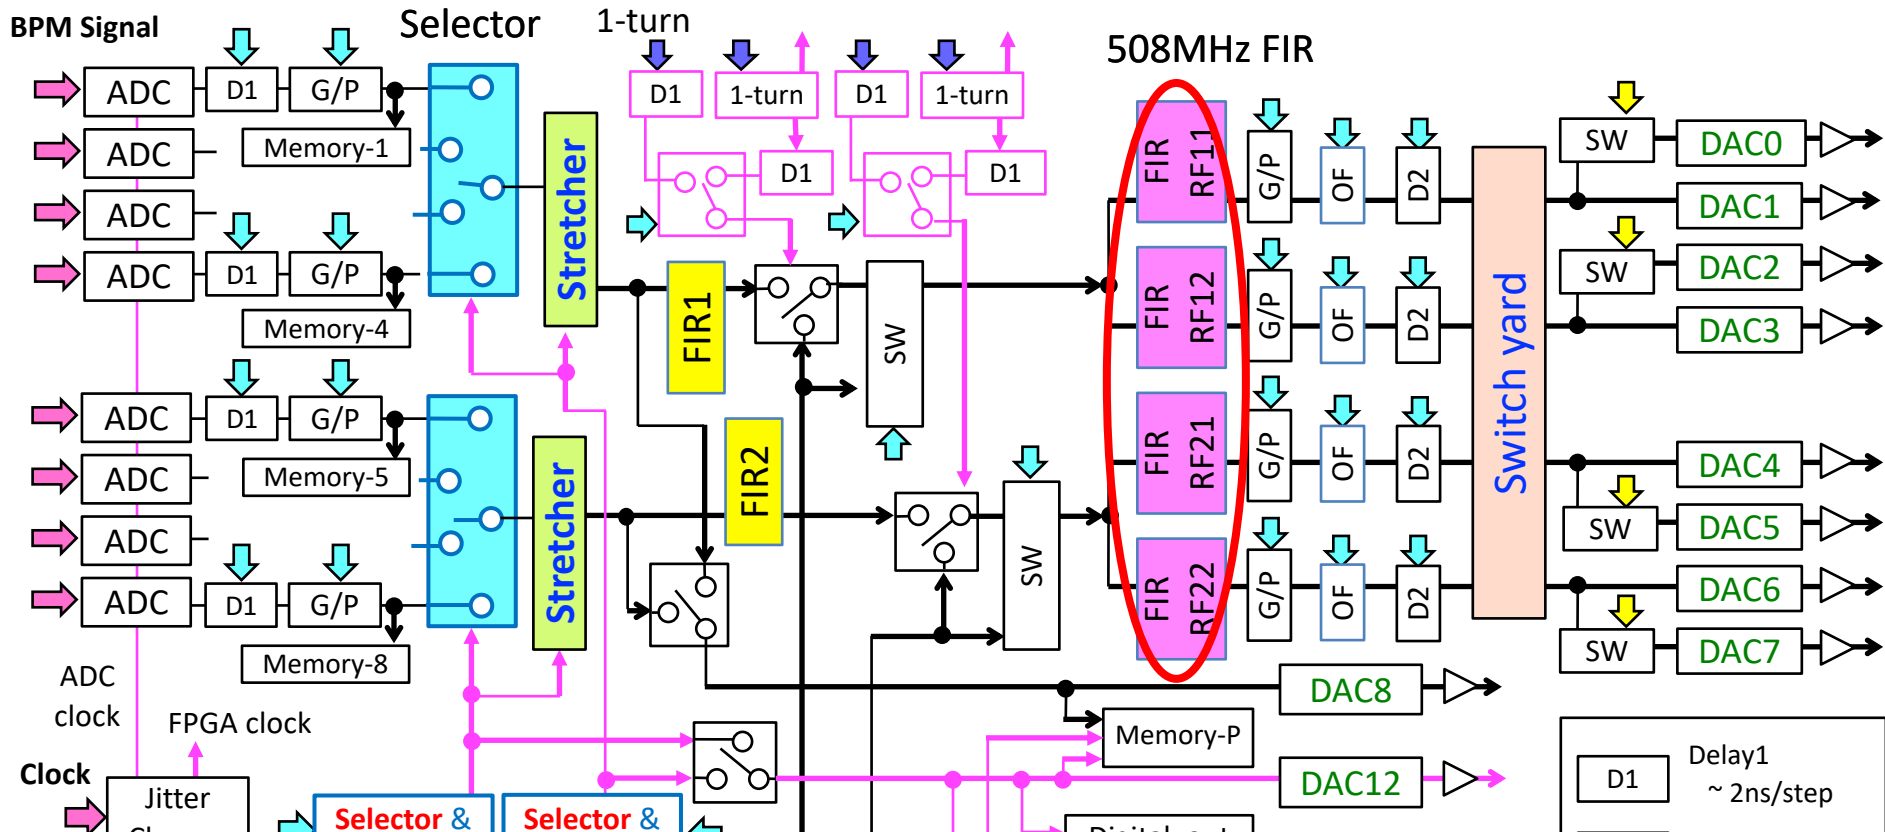 BPM Signal
Selector
1-turn
508MHz FIR
ADC
D1
G/P
Memory-1
ADC
ADC
ADC
D1
G/P
Memory-4
Stretcher
D1
1-turn
D1
D1
1-turn
D1
FIR1
SW
FIR
RF11
G/P
OF
D2
FIR
RF12
G/P
OF
D2
Switch yard
SW
DAC0
DAC1
SW
DAC2
DAC3
ADC
D1
G/P
Memory-5
ADC
ADC
ADC
D1
G/P
Memory-8
Stretcher
FIR2
SW
FIR
RF21
G/P
OF
D2
FIR
RF22
G/P
OF
D2
DAC4
SW
DAC5
DAC6
SW
DAC7
ADC
clock
FPGA clock
Clock
Jitter
Selector &
Selector &
DAC8
Memory-P
DAC12
D1
Delay1
~ 2ns/step